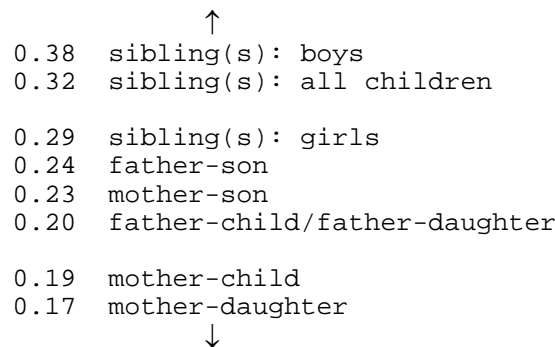 ↑
0.38 sibling(s): boys
0.32 sibling(s): all children
0.29 sibling(s): girls
0.24 father-son
0.23 mother-son
0.20 father-child/father-daughter
0.19 mother-child
0.17 mother-daughter
↓